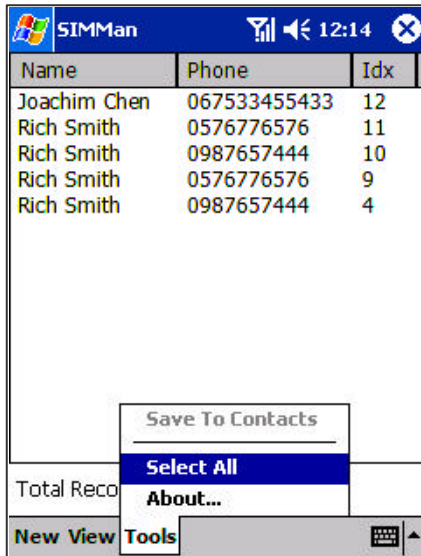 SIMMan 12:14
Name Phone Idx
Joachim Chen 067533455433 12
Rich Smith 0576776576 11
Rich Smith 0987657444 10
Rich Smith 0576776576 9
Rich Smith 0987657444 4
Save To Contacts
Select All
Total Reco
About...
New View Tools